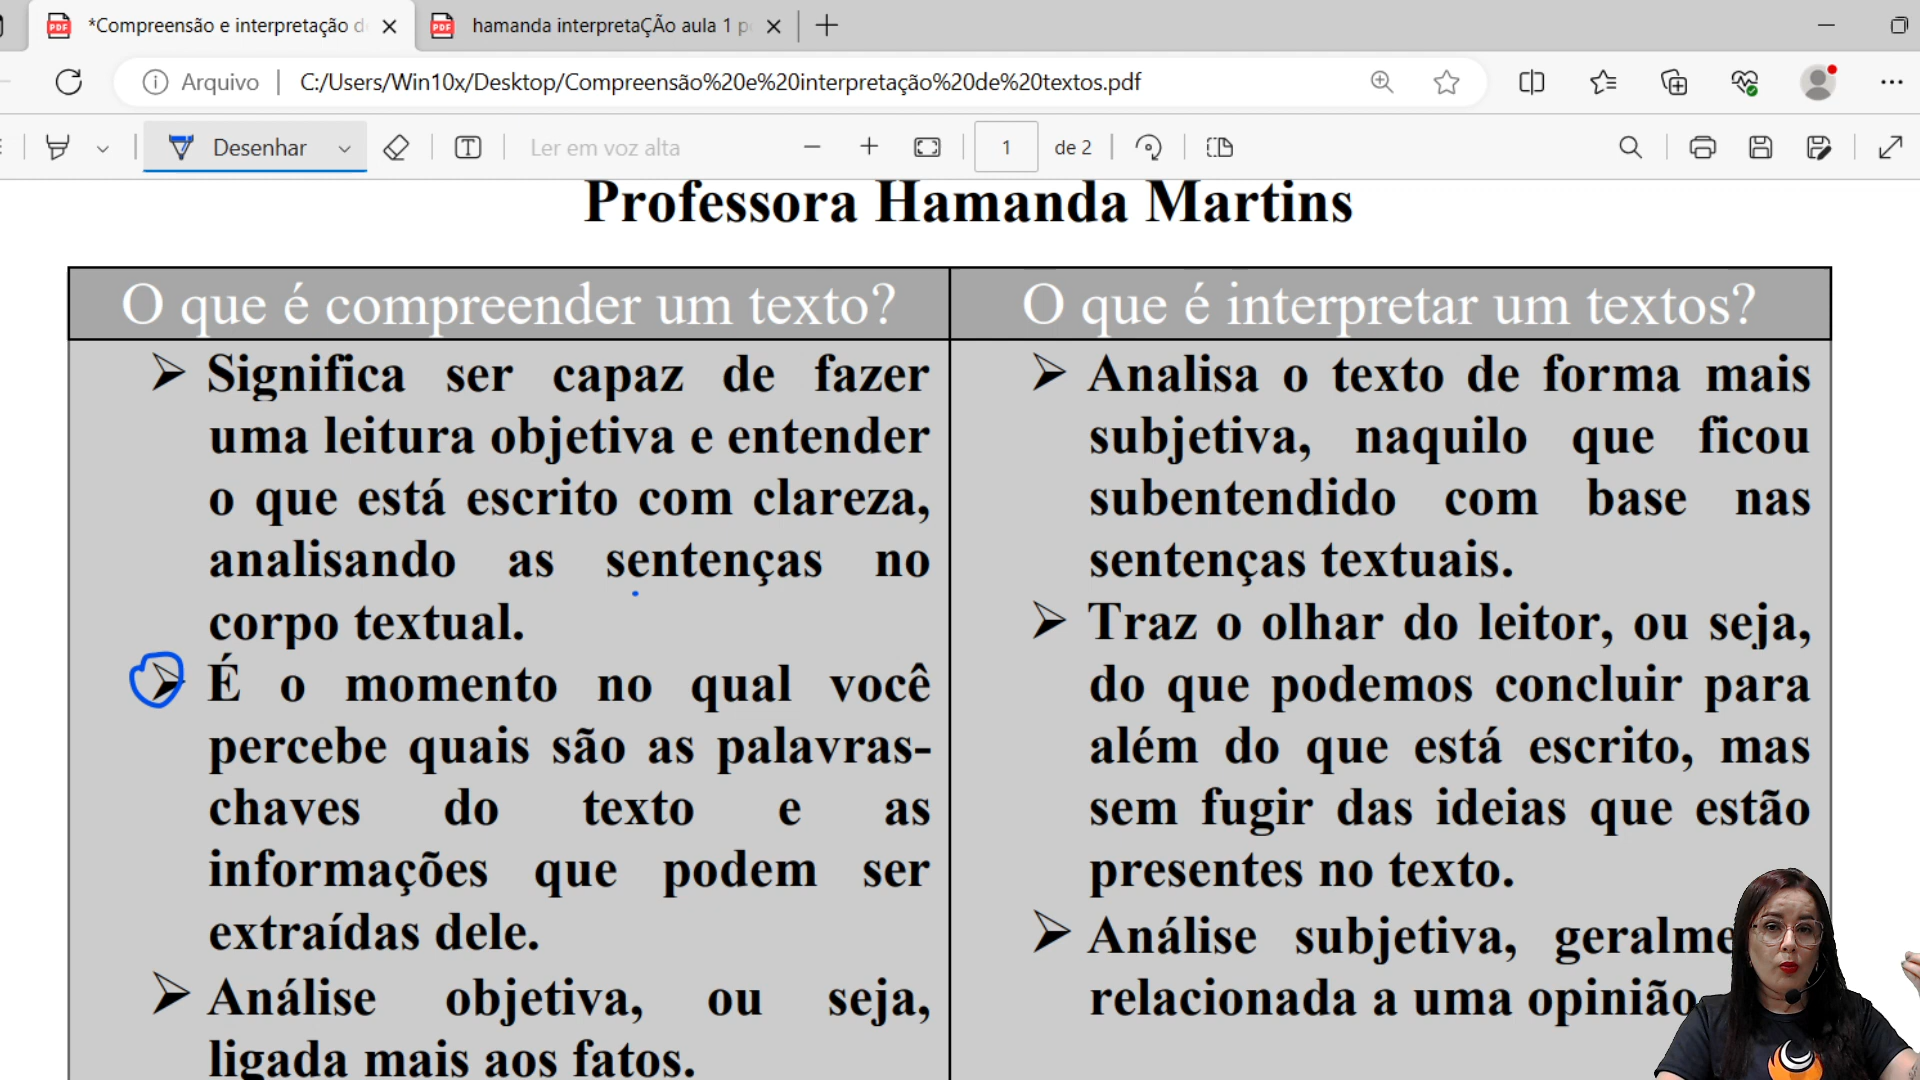 *Compreensão e interpretação d
hamanda interpretaÇÃo aula 1 p
Arquivo
C:/Users/Win10x/Desktop/Compreensão%20e%20interpretação%20de%20textos.pdf
Desenhar
Ler em voz alta
1
de 2
Professora Hamanda Martins
O que é compreender um texto?
Significa ser capaz de fazer
uma leitura objetiva e entender
o que está escrito com clareza,
analisando as sentenças no
corpo textual.
É o momento no qual você
percebe quais são as palavras-
chaves do texto e as
informações que podem ser
extraídas dele.
Análise objetiva, ou seja,
ligada mais aos fatos.
O que é interpretar um textos?
Analisa o texto de forma mais
subjetiva, naquilo que ficou
subentendido com base nas
sentenças textuais.
Traz o olhar do leitor, ou seja,
do que podemos concluir para
além do que está escrito, mas
sem fugir das ideias que estão
presentes no texto.
Análise subjetiva, geralme
relacionada a uma opinião